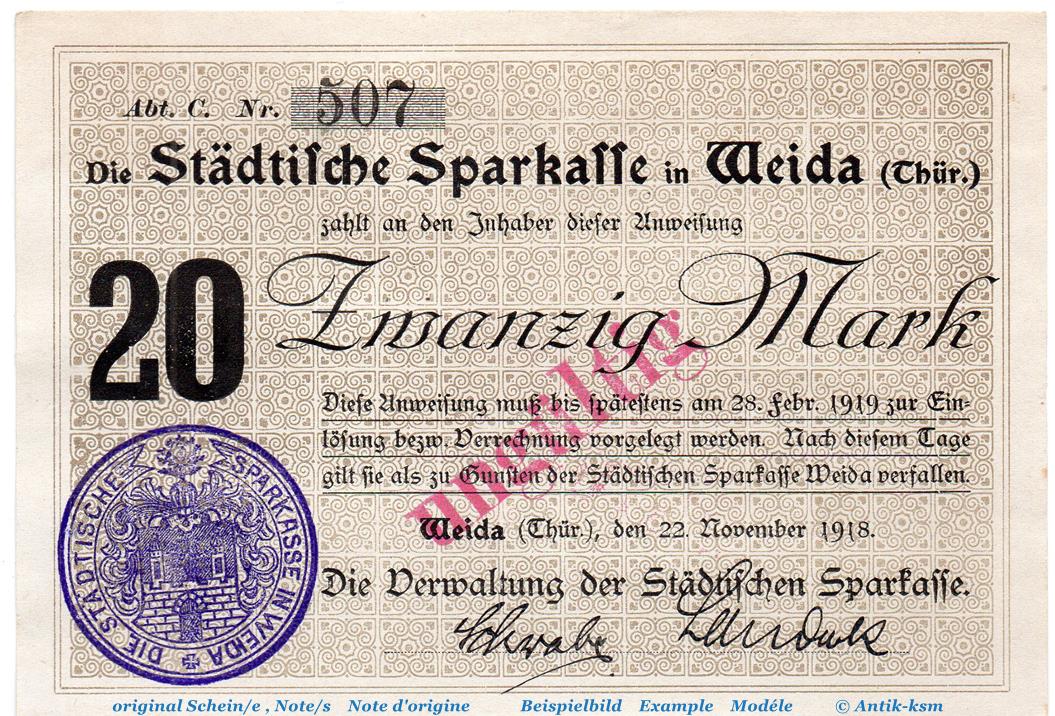 Abt. C. Nr. 507
Die Städtiſche Sparkaſſe in Weida (Thür.)
zahlt an den Inhaber dieſer Anweiſung
20 Zwanzig Mark
ungültig
Dieſe Anweiſung muß bis ſpäteſtens am 28. Febr. 1919 zur Ein-
löſung bezw. Verrechnung vorgelegt werden. Nach dieſem Tage
gilt ſie als zu Gunſten der Städtiſchen Sparkaſſe Weida verfallen.
Weida (Thür.), den 22. November 1918.
Die Verwaltung der Städtiſchen Sparkaſſe.
Schwabe
DIE STÄDTISCHE SPARKASSE IN WEIDA
original Schein/e , Note/s Note d'origine Beispielbild Example Modéle © Antik-ksm